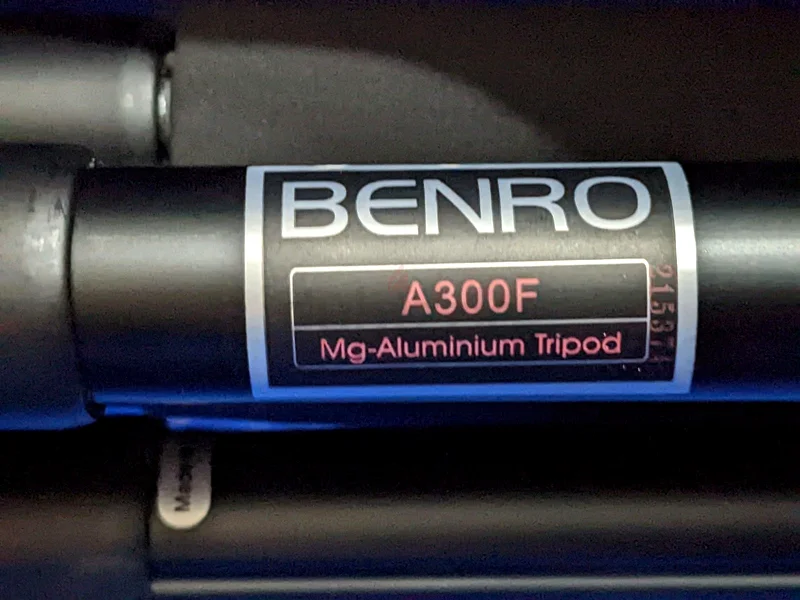 BENRO
A300F
Mg-Aluminium Tripod